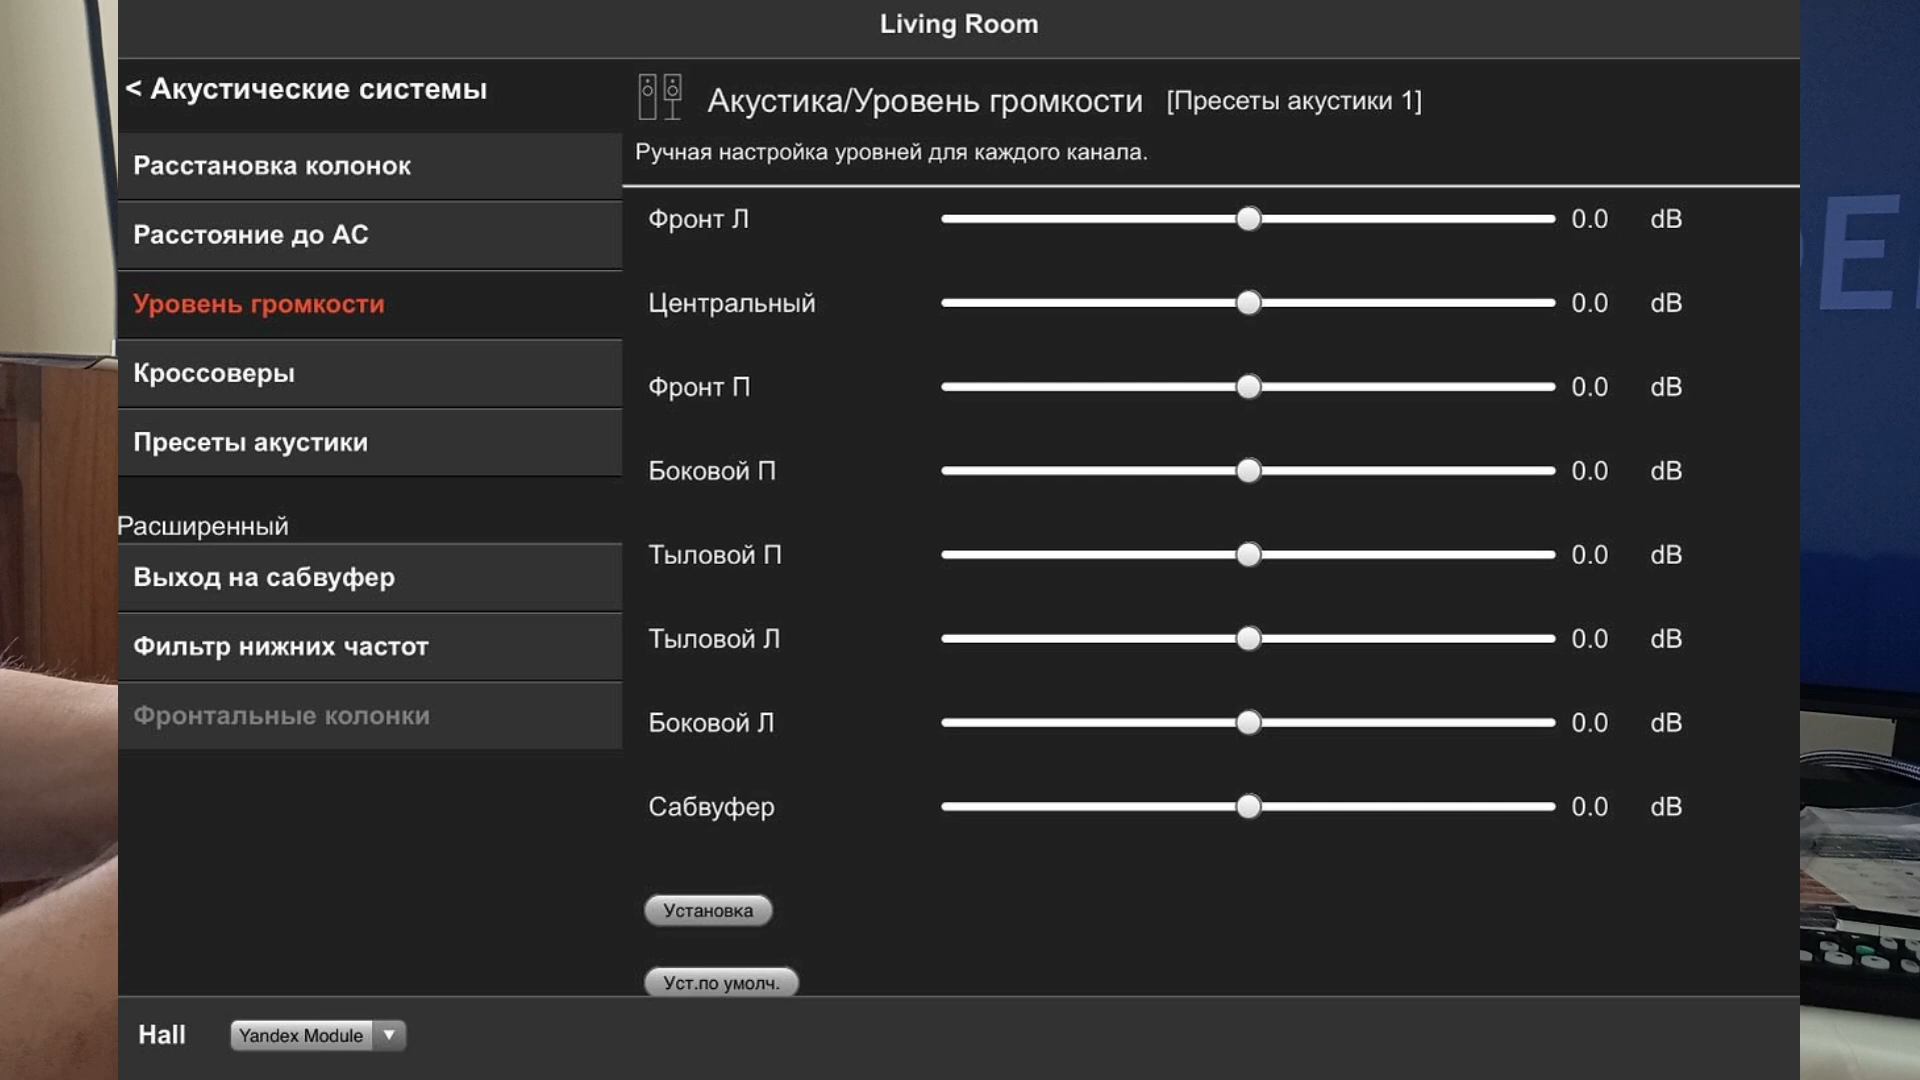 Living Room
< Акустические системы
Расстановка колонок
Расстояние до АС
Уровень громкости
Кроссоверы
Пресеты акустики
Расширенный
Выход на сабвуфер
Фильтр нижних частот
Фронтальные колонки
Акустика/Уровень громкости [Пресеты акустики 1]
Ручная настройка уровней для каждого канала.
Фронт Л 0.0 dB
Центральный 0.0 dB
Фронт П 0.0 dB
Боковой П 0.0 dB
Тыловой П 0.0 dB
Тыловой Л 0.0 dB
Боковой Л 0.0 dB
Сабвуфер 0.0 dB
Установка
Уст.по умолч.
Hall Yandex Module